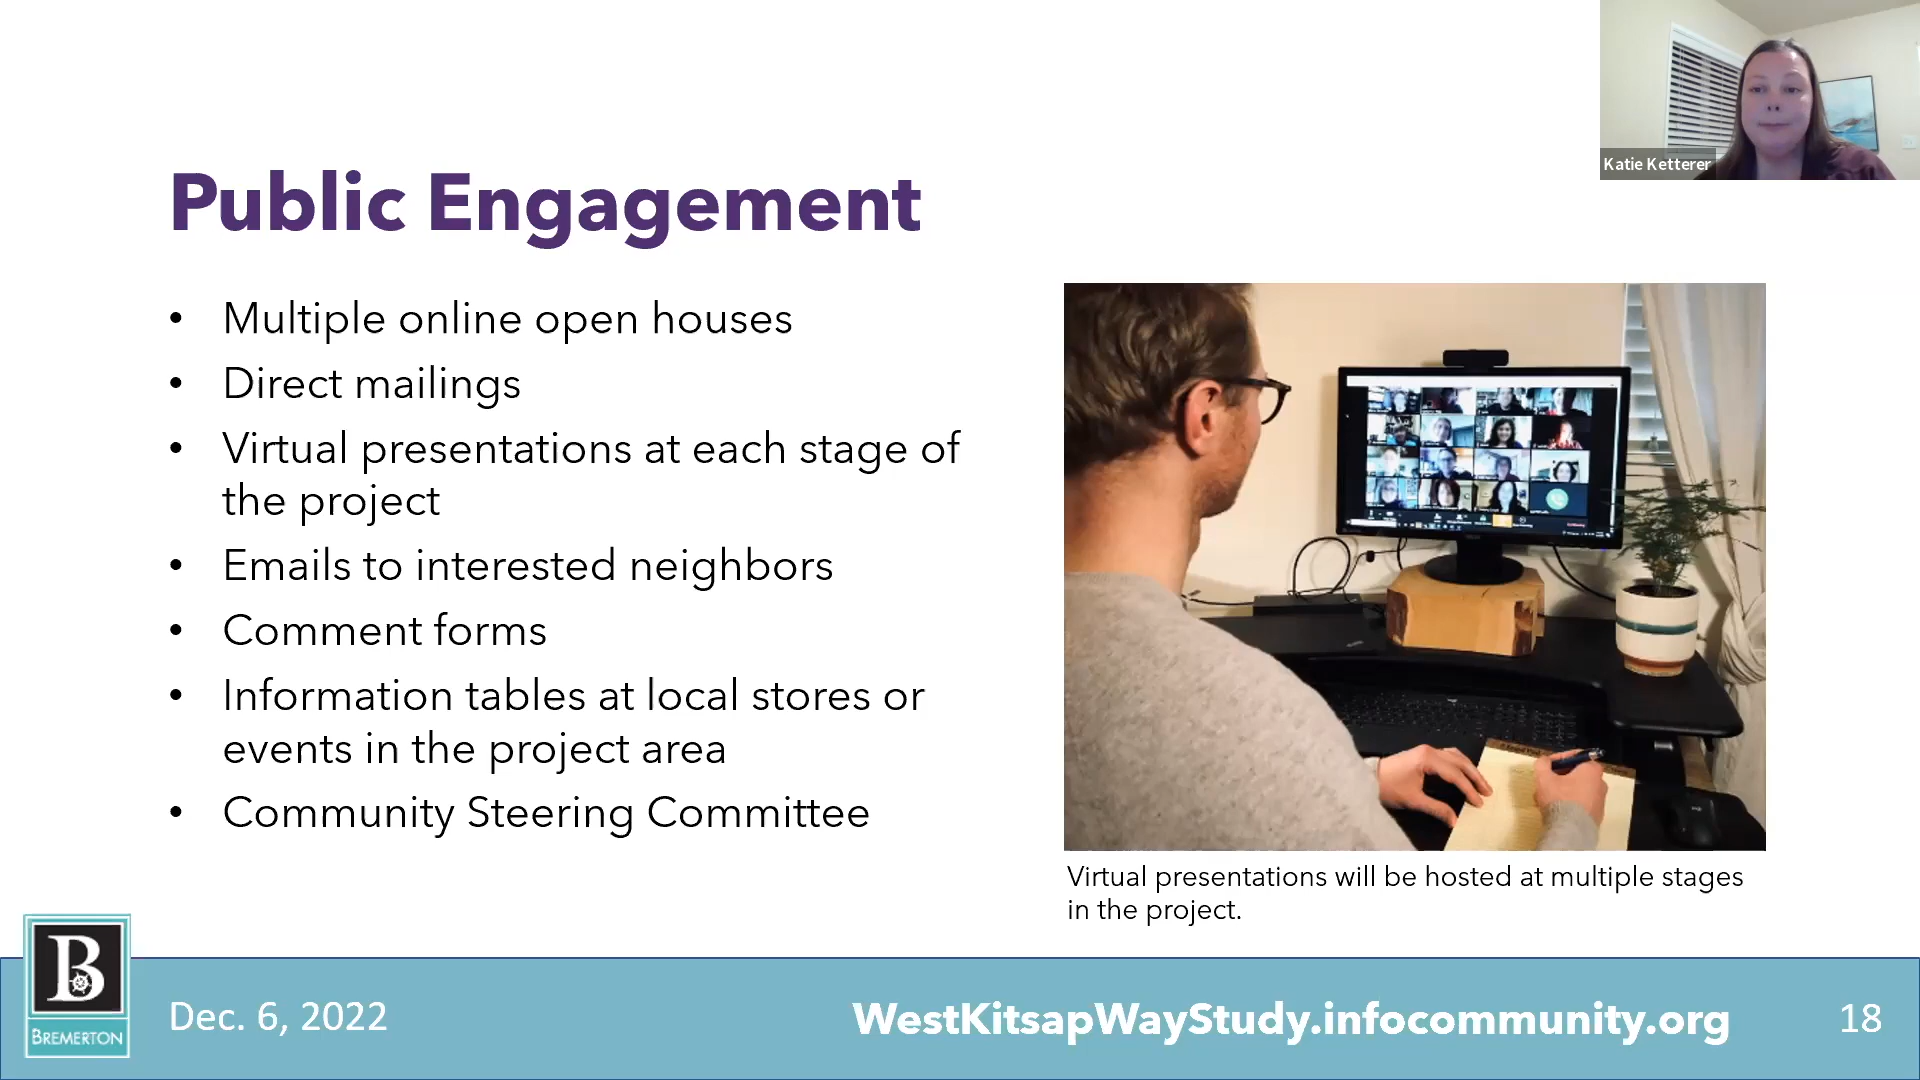 Katie Ketterer
Public Engagement
• Multiple online open houses
• Direct mailings
• Virtual presentations at each stage of
the project
• Emails to interested neighbors
• Comment forms
• Information tables at local stores or
events in the project area
• Community Steering Committee
Virtual presentations will be hosted at multiple stages
in the project.
B
BREMERTON
Dec. 6, 2022
WestKitsapWayStudy.infocommunity.org
18